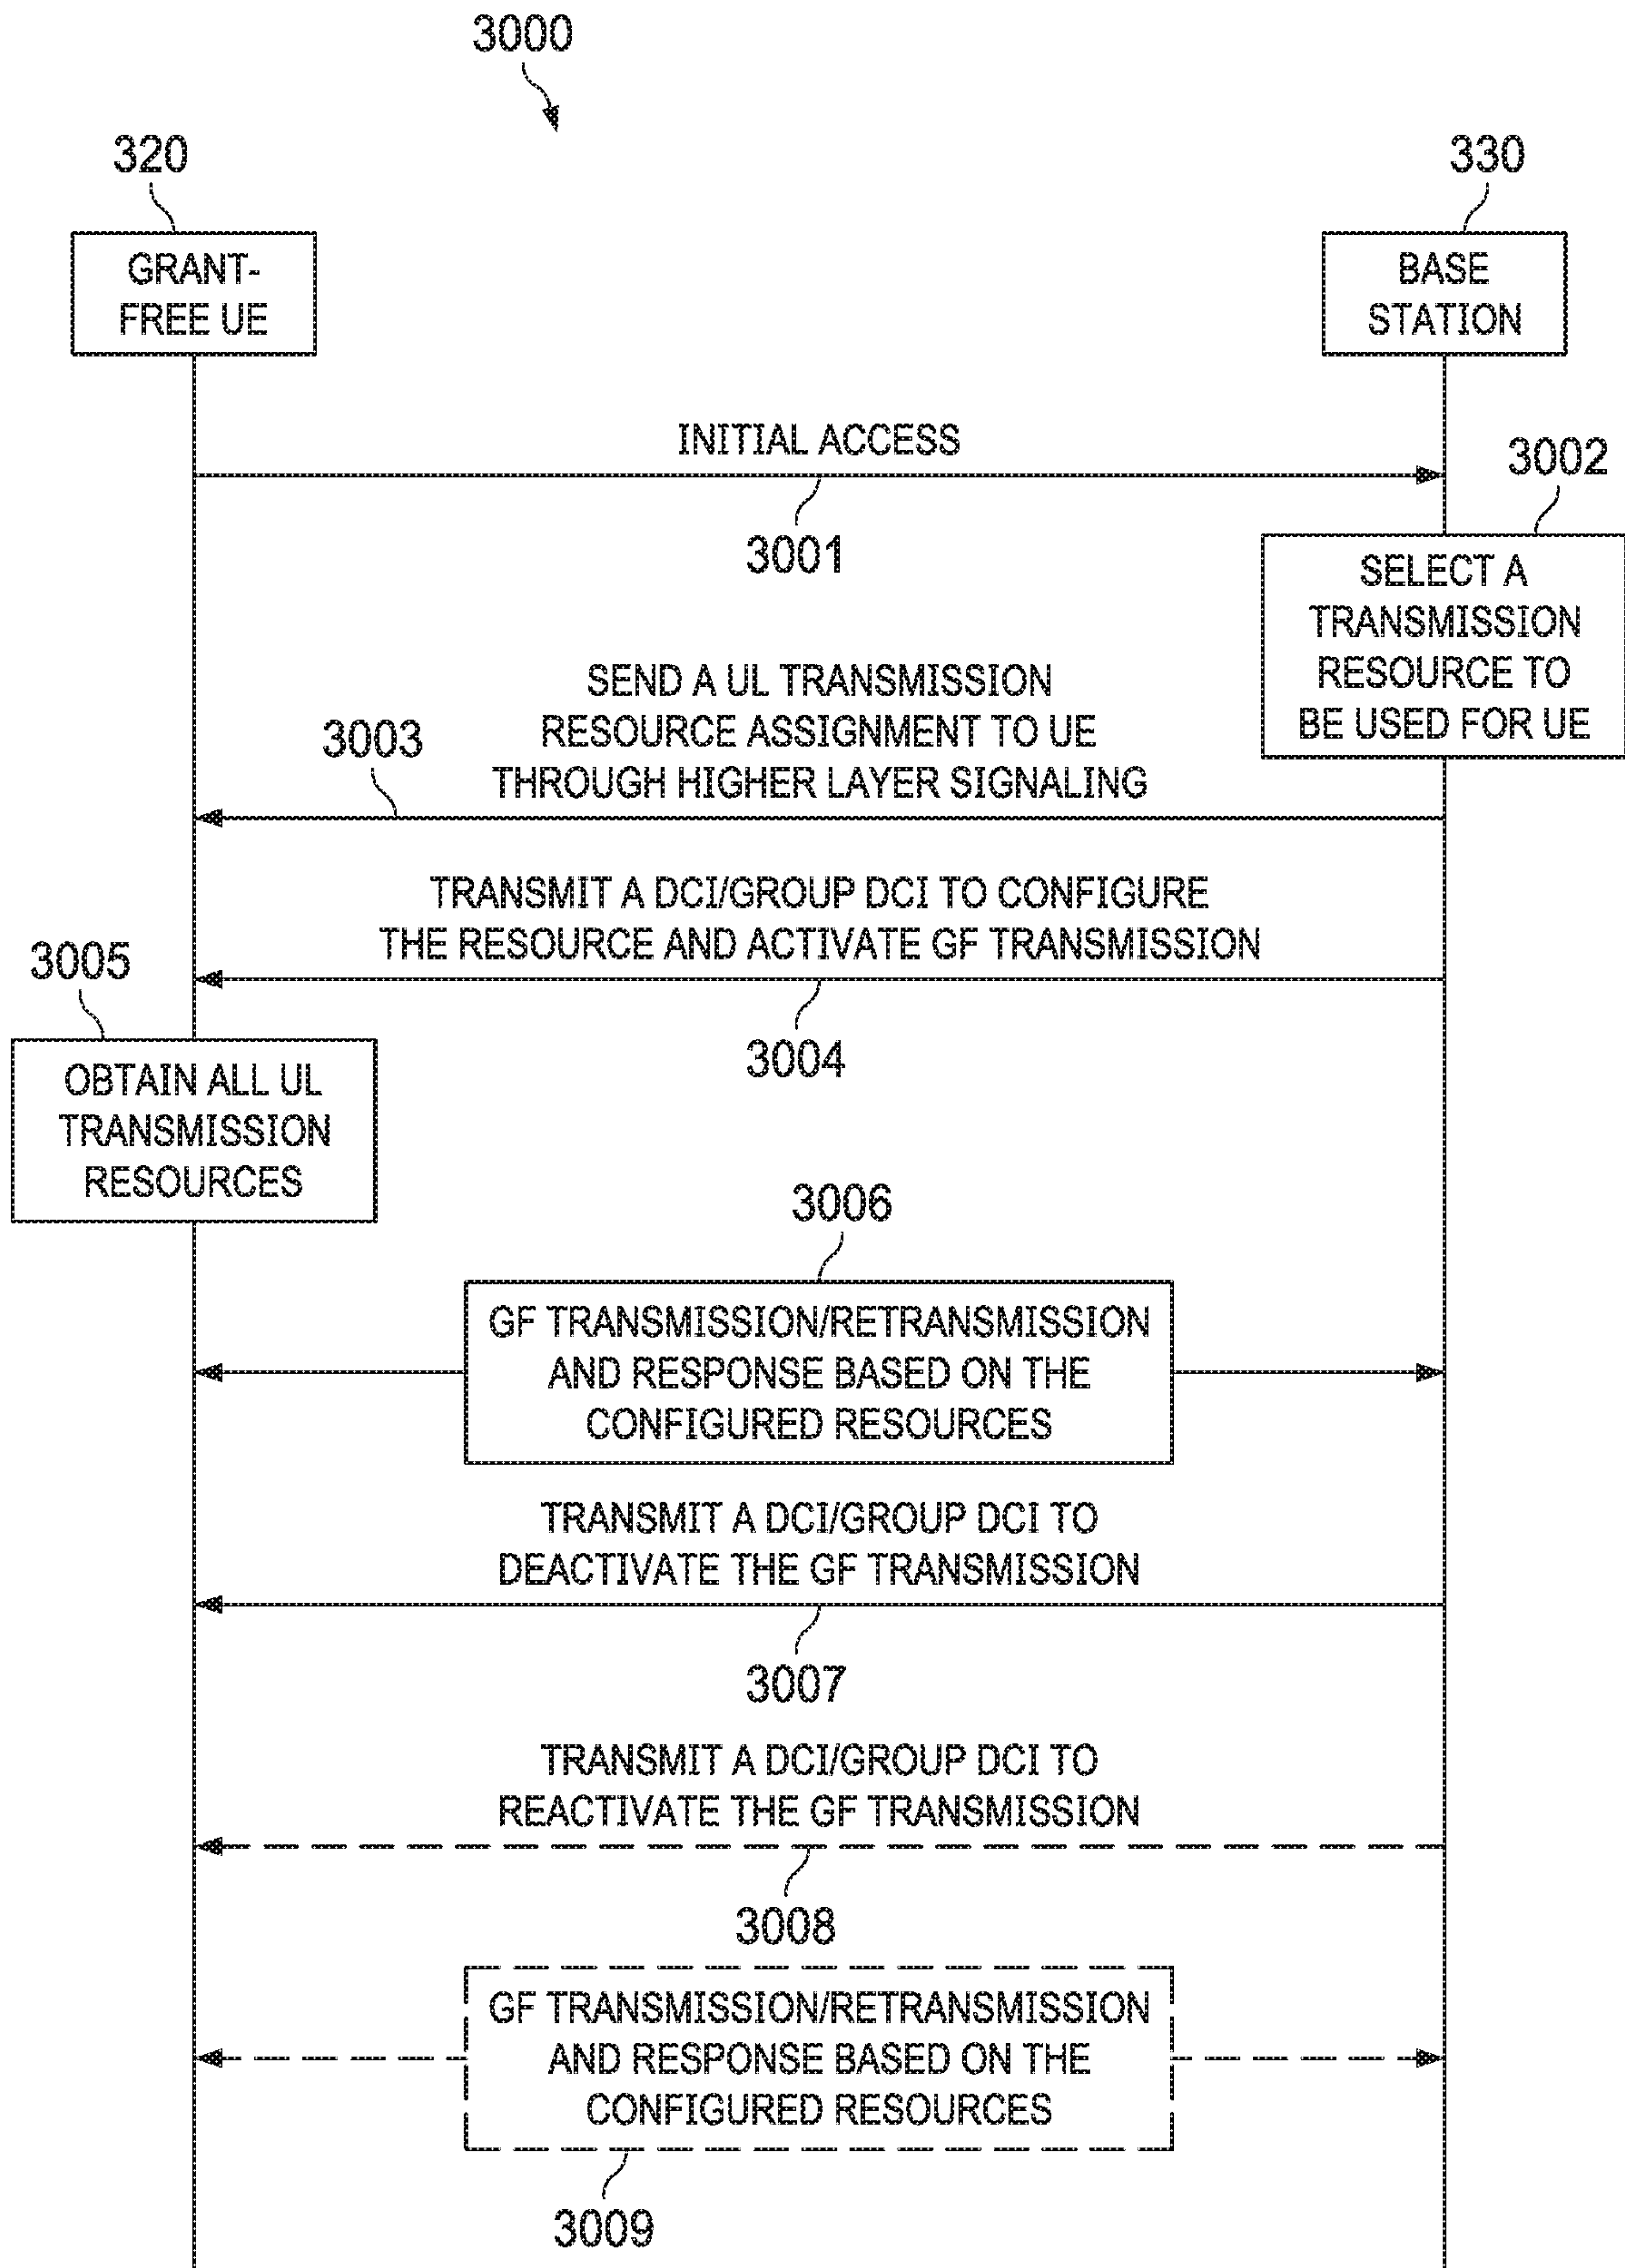 3000
320
330
GRANT-
FREE UE
BASE
STATION
INITIAL ACCESS
3001
3002
SELECT A
TRANSMISSION
RESOURCE TO
BE USED FOR UE
SEND A UL TRANSMISSION
RESOURCE ASSIGNMENT TO UE
THROUGH HIGHER LAYER SIGNALING
3003
TRANSMIT A DCI/GROUP DCI TO CONFIGURE
THE RESOURCE AND ACTIVATE GF TRANSMISSION
3004
3005
OBTAIN ALL UL
TRANSMISSION
RESOURCES
3006
GF TRANSMISSION/RETRANSMISSION
AND RESPONSE BASED ON THE
CONFIGURED RESOURCES
TRANSMIT A DCI/GROUP DCI TO
DEACTIVATE THE GF TRANSMISSION
3007
TRANSMIT A DCI/GROUP DCI TO
REACTIVATE THE GF TRANSMISSION
3008
GF TRANSMISSION/RETRANSMISSION
AND RESPONSE BASED ON THE
CONFIGURED RESOURCES
3009